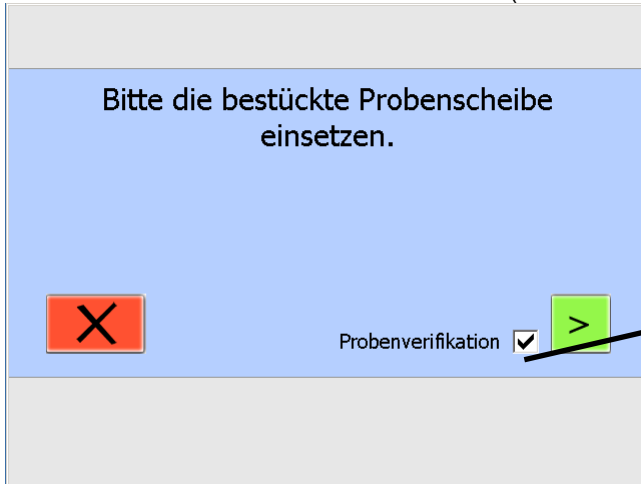 Bitte die bestückte Probenscheibe
einsetzen.
Probenverifikation
>